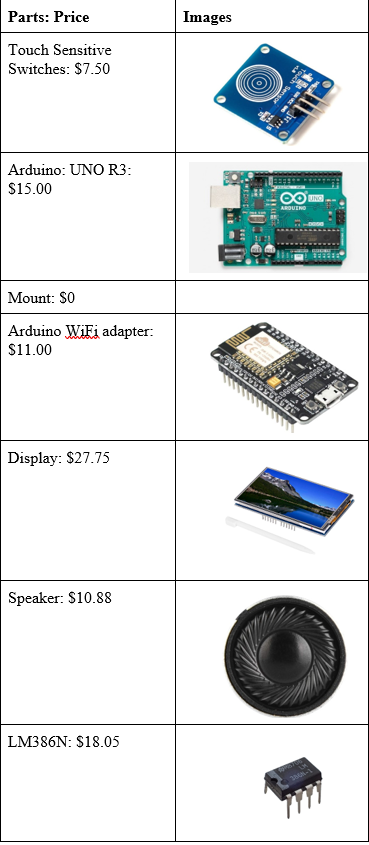 Parts: Price
Images
Touch Sensitive
Switches: $7.50
Sensor
Arduino: UNO R3:
$15.00
UNO
ARDUINO
Mount: $0
Arduino WiFi adapter:
$11.00
Display: $27.75
Speaker: $10.88
LM386N: $18.05